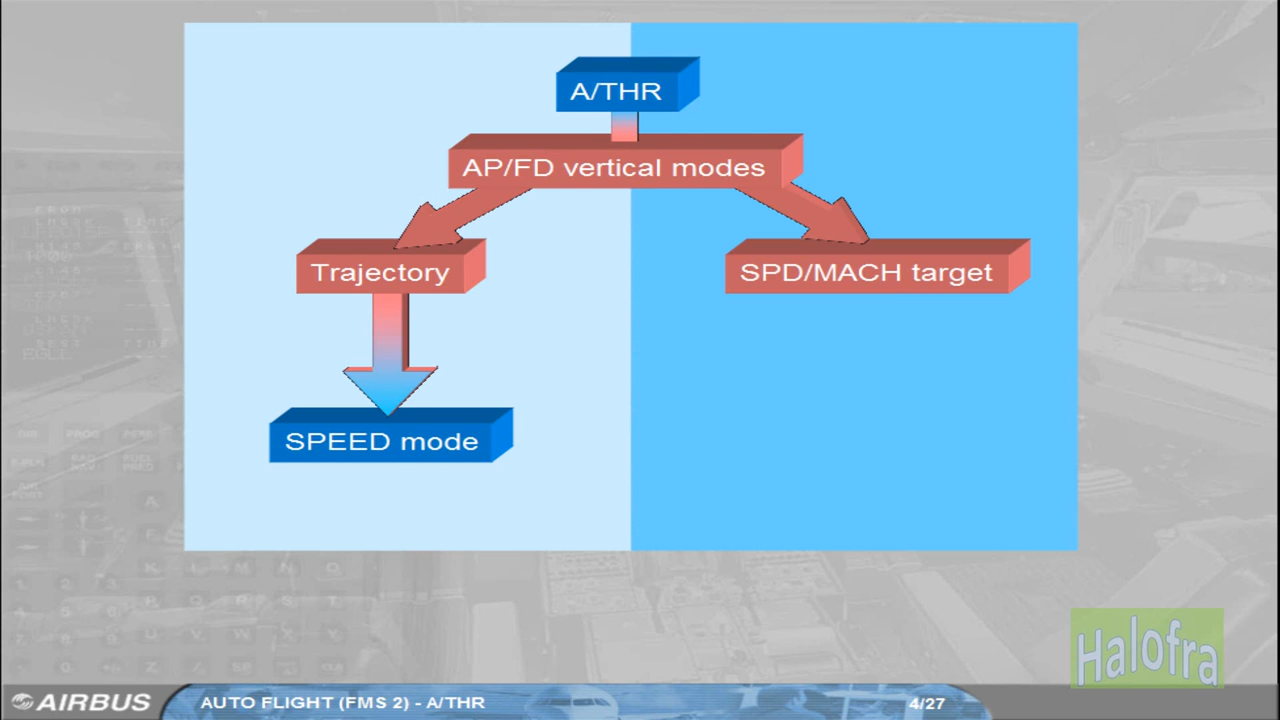 A/THR
AP/FD vertical modes
Trajectory
SPD/MACH target
SPEED mode
Halofra
AIRBUS
AUTO FLIGHT (FMS 2) - A/THR
4/27